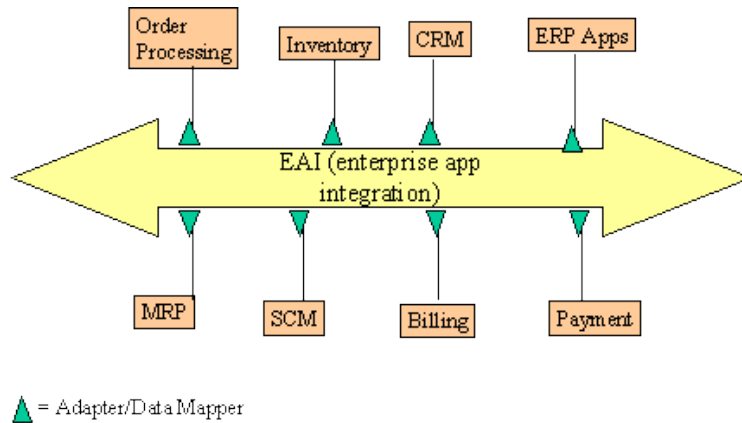 Order
Processing
Inventory
CRM
ERP Apps
EAI (enterprise app
integration)
MRP
SCM
Billing
Payment
= Adapter/Data Mapper